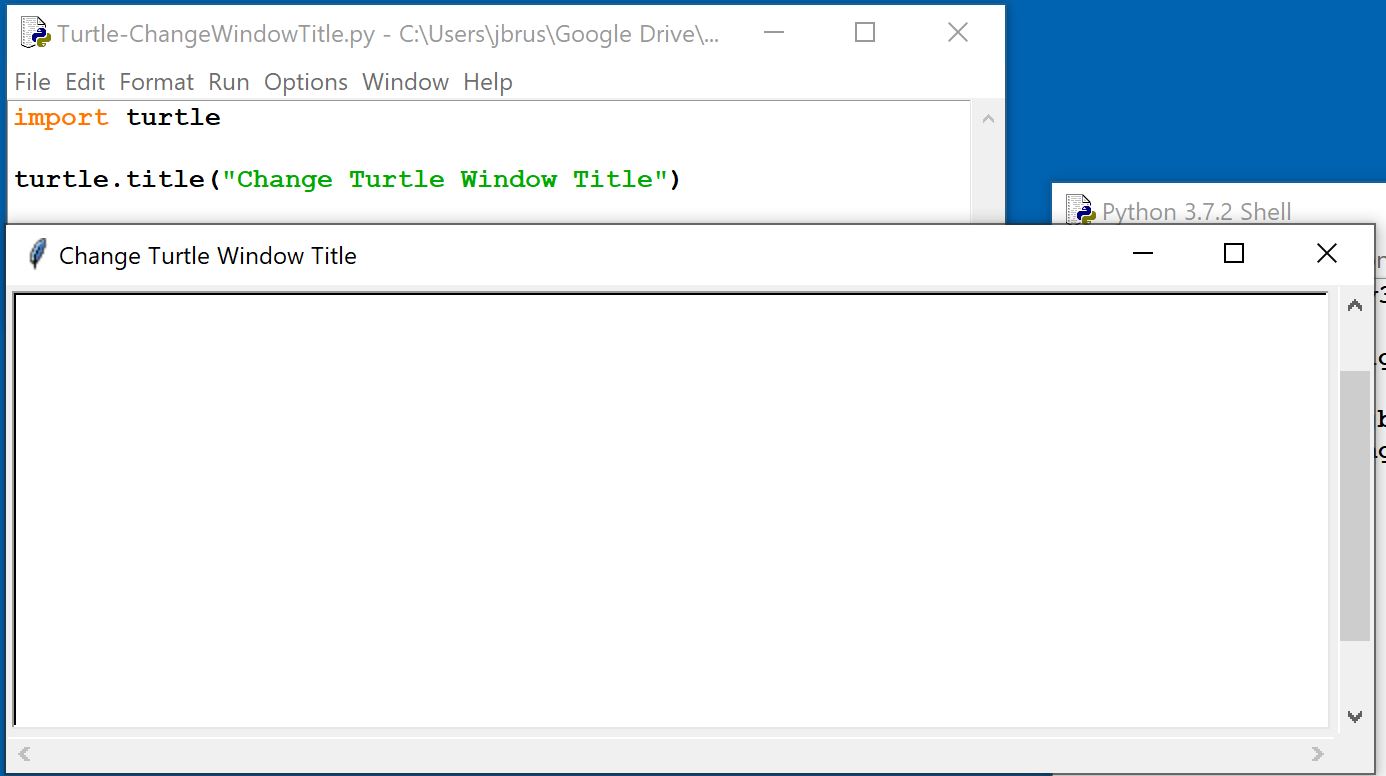 Turtle-ChangeWindowTitle.py - C:\Users\jbrus\Google Drive\...
File Edit Format Run Options Window Help
import turtle
turtle.title("Change Turtle Window Title")
Python 3.7.2 Shell
Change Turtle Window Title